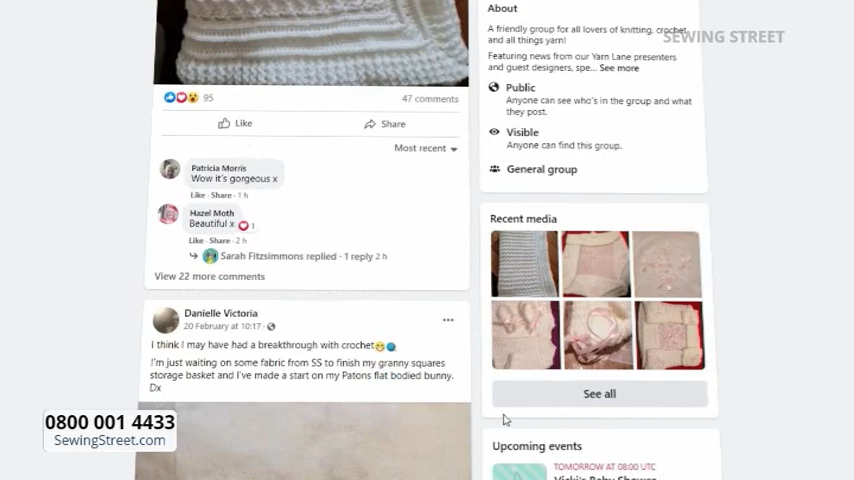 About
A friendly group for all lovers of knitting, crochet
and all things yarn!
SEWING STREET
Featuring news from our Yarn Lane presenters
and guest designers, spe... See more
Public
Anyone can see who's in the group and what
they post.
Visible
Anyone can find this group.
General group
95
47 comments
Like
Share
Most recent
Patricia Morris
Wow it's gorgeous x
Like · Share · 1 h
Hazel Moth
Beautiful x
1
Like · Share · 2 h
Sarah Fitzsimmons replied · 1 reply 2 h
View 22 more comments
Recent media
See all
Danielle Victoria
20 February at 10:17 ·
I think I may have had a breakthrough with crochet
I'm just waiting on some fabric from SS to finish my granny squares
storage basket and I've made a start on my Patons flat bodied bunny.
Dx
0800 001 4433
SewingStreet.com
Upcoming events
TOMORROW AT 08:00 UTC
Vicki's Baby Shower